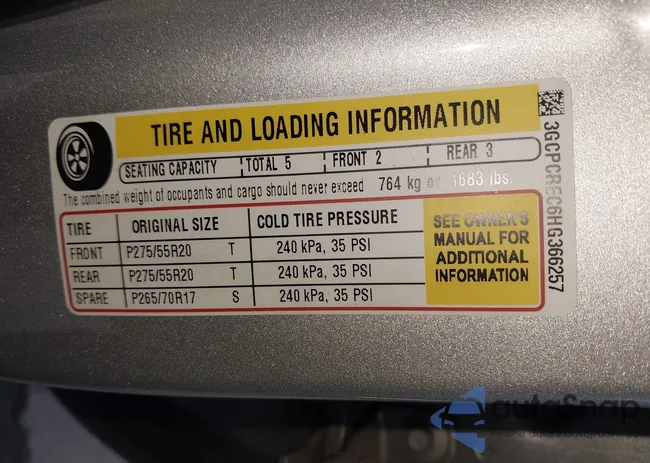 TIRE AND LOADING INFORMATION
SEATING CAPACITY TOTAL 5 FRONT 2 REAR 3
The combined weight of occupants and cargo should never exceed 764 kg or 1683 lbs.
TIRE ORIGINAL SIZE COLD TIRE PRESSURE
FRONT P275/55R20 T 240 kPa, 35 PSI
REAR P275/55R20 T 240 kPa, 35 PSI
SPARE P265/70R17 S 240 kPa, 35 PSI
SEE OWNER'S
MANUAL FOR
ADDITIONAL
INFORMATION
3GCPCREC6HG366257
autoSnap